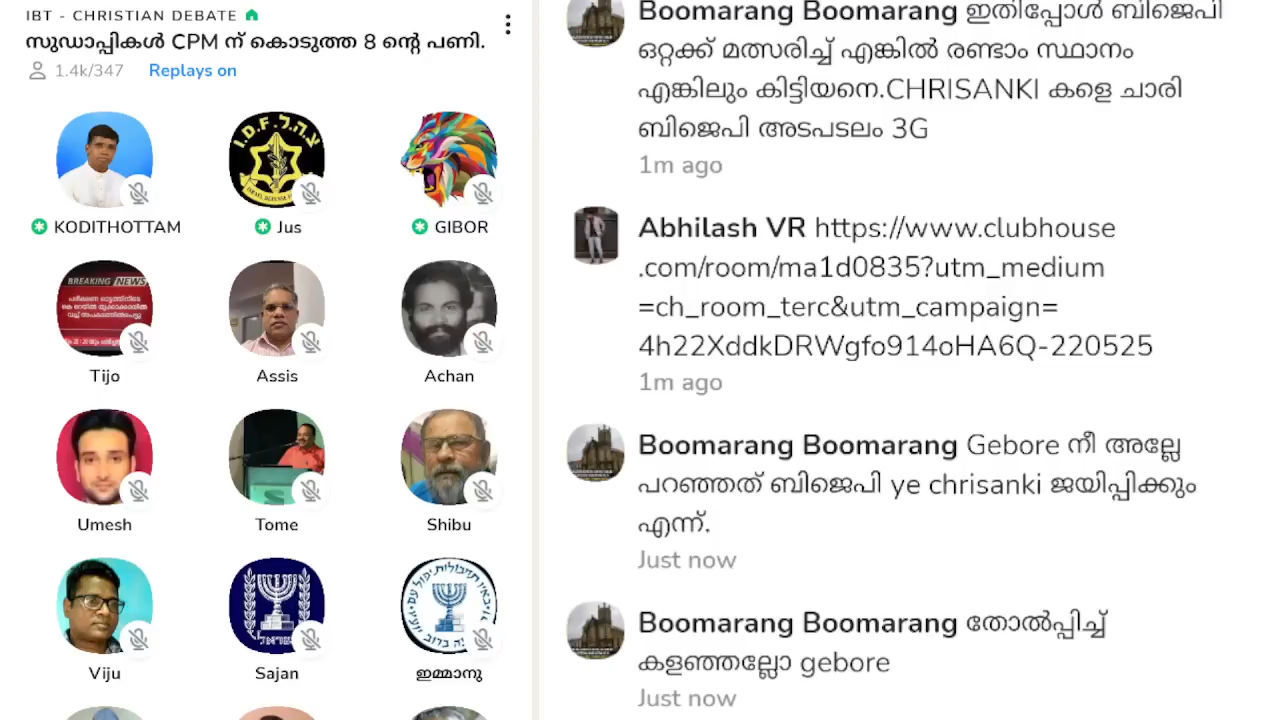 IBT - CHRISTIAN DEBATE
സുഡാപ്പികൾ CPM ന് കൊടുത്ത 8 ന്റെ പണി.
1.4k/347 Replays on
I.D.F. צ.ה.ל.
KODITHOTTAM Jus GIBOR
BREAKING NEWS
Tijo Assis Achan
Umesh Tome Shibu
ישראל
Viju Sajan ഇമ്മാനു
Boomarang Boomarang ഇതിപ്പോൾ ബിജെപി
ഒറ്റക്ക് മത്സരിച്ച് എങ്കിൽ രണ്ടാം സ്ഥാനം
എങ്കിലും കിട്ടിയനെ.CHRISANKI കളെ ചാരി
ബിജെപി അടപടലം 3G
1m ago
Abhilash VR https://www.clubhouse
.com/room/ma1d0835?utm_medium
=ch_room_terc&utm_campaign=
4h22XddkDRWgfo914oHA6Q-220525
1m ago
Boomarang Boomarang Gebore നീ അല്ലേ
പറഞ്ഞത് ബിജെപി ye chrisanki ജയിപ്പിക്കും
എന്ന്.
Just now
Boomarang Boomarang തോൽപ്പിച്ച്
കളഞ്ഞല്ലോ gebore
Just now